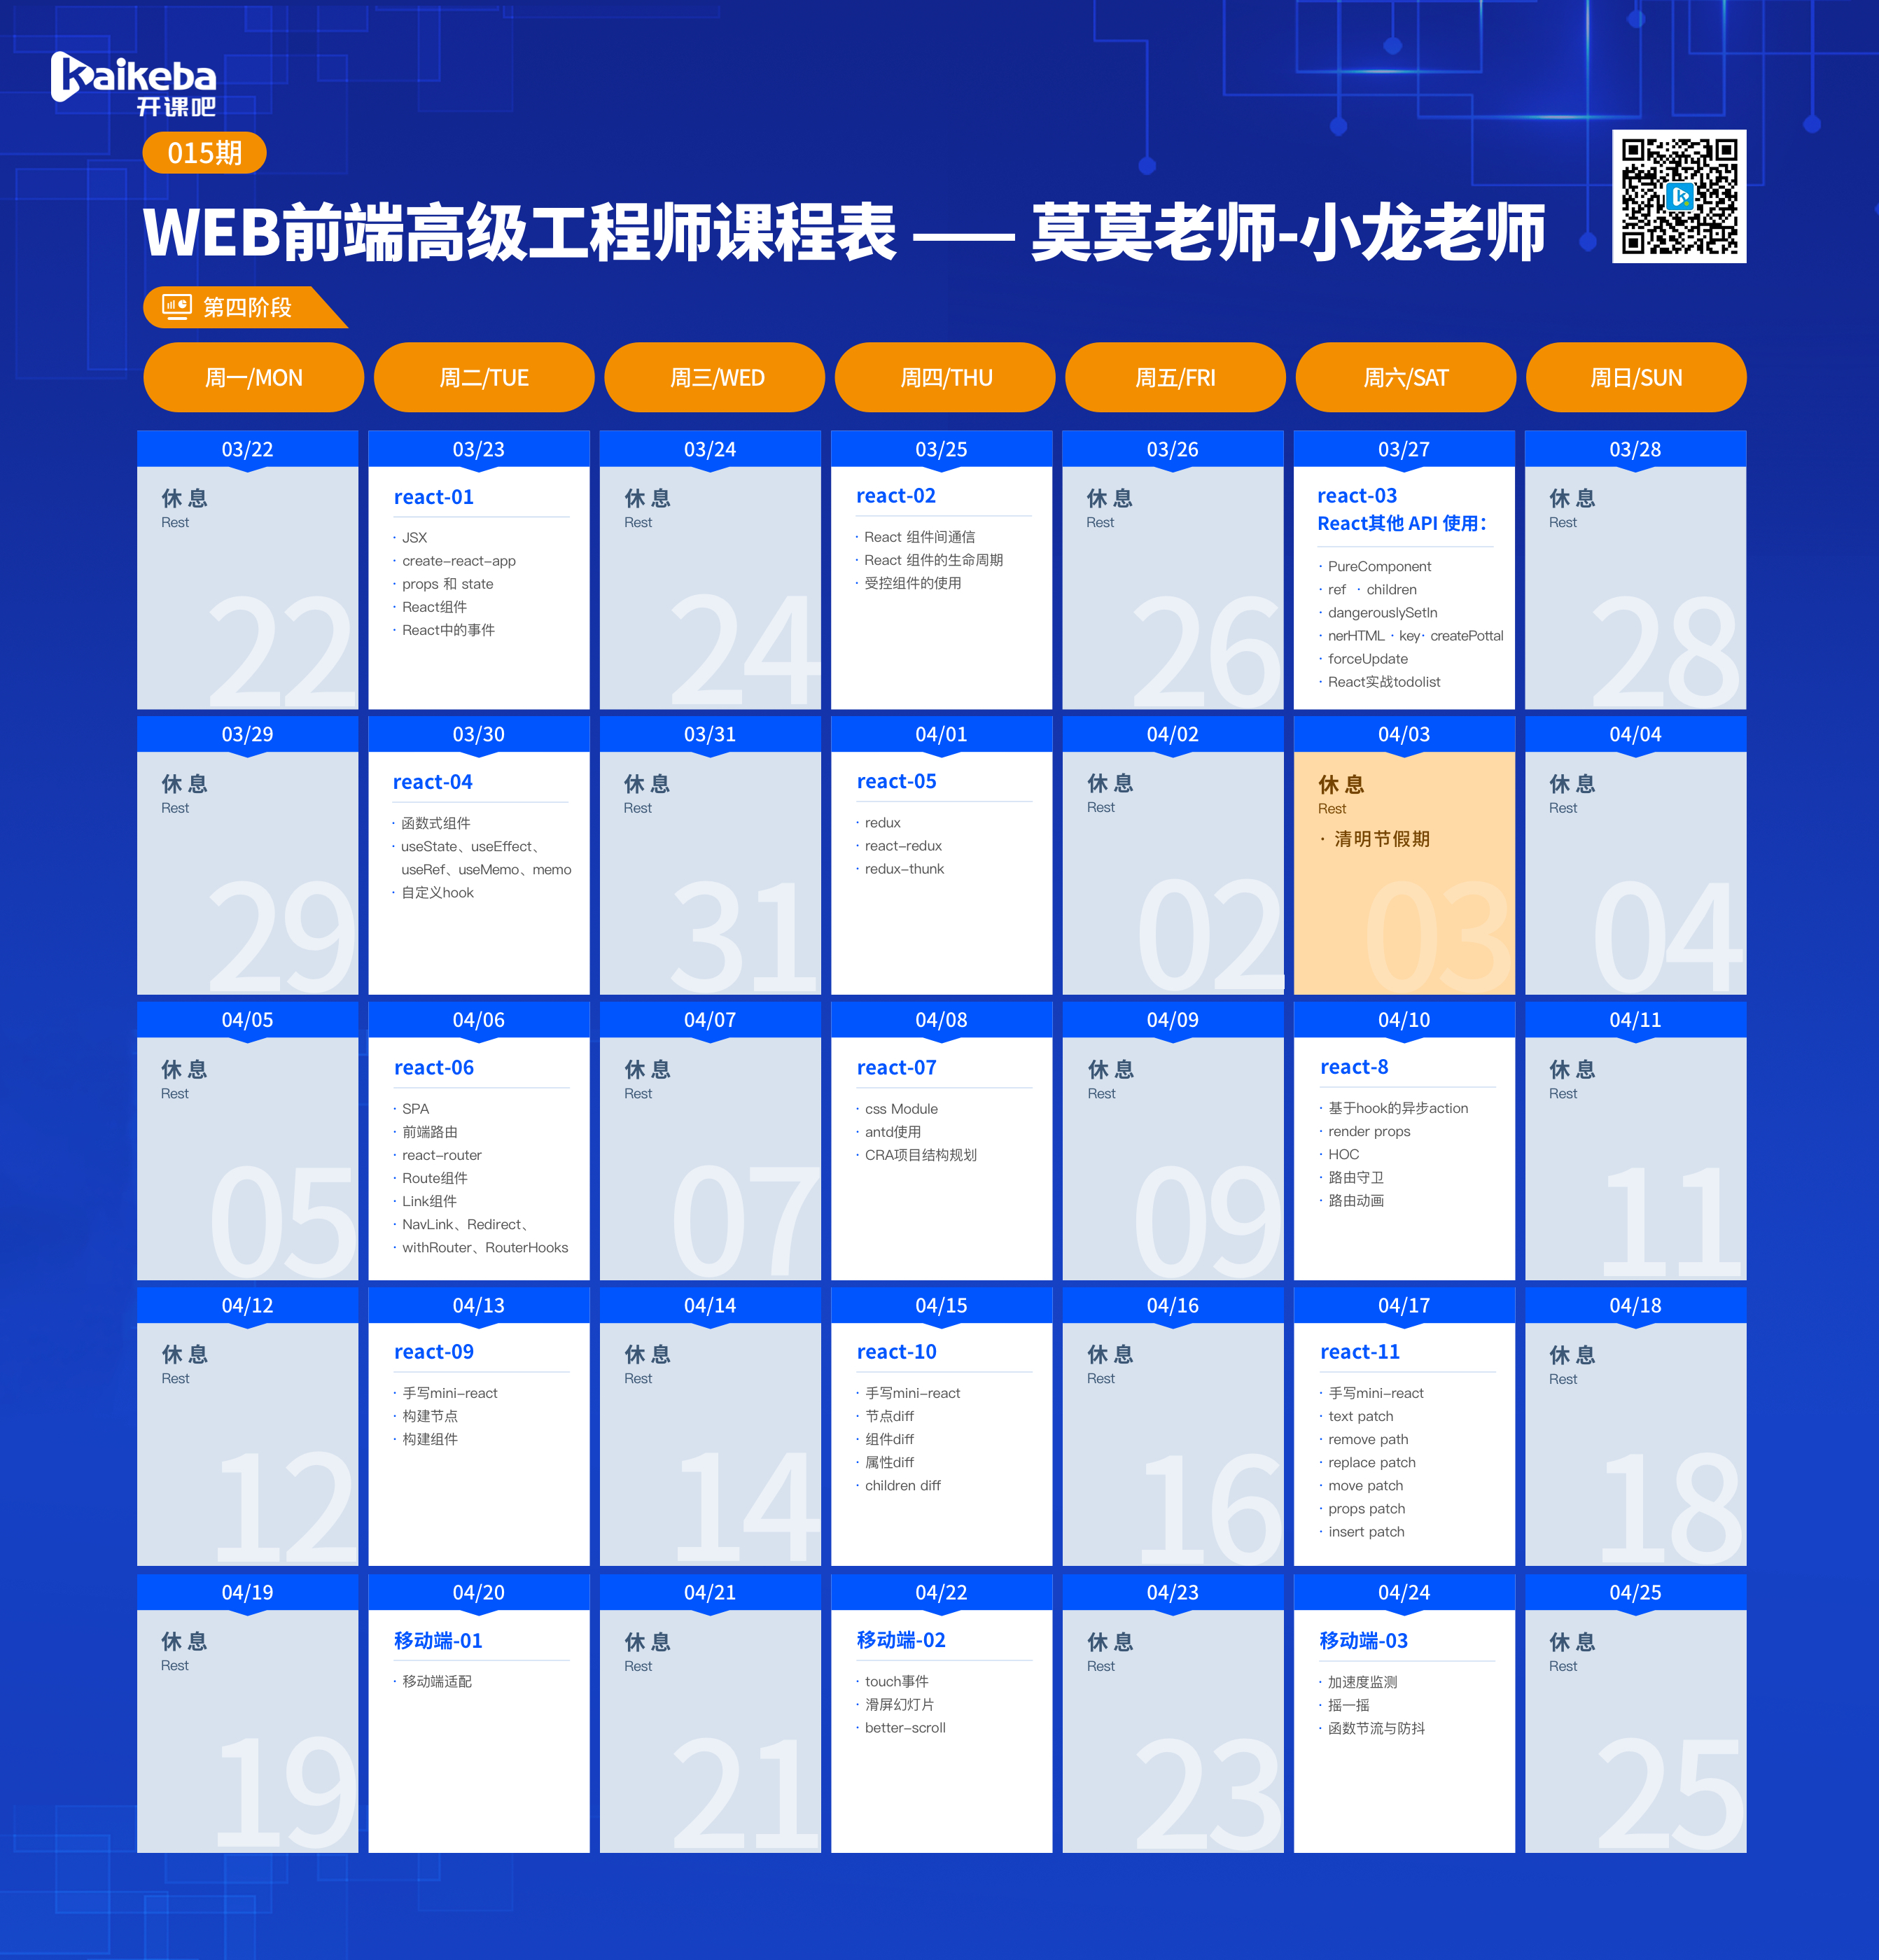 kaikeba
开课吧
015期
WEB前端高级工程师课程表 —— 莫莫老师-小龙老师
第四阶段
周一/MON
周二/TUE
周三/WED
周四/THU
周五/FRI
周六/SAT
周日/SUN
03/22
休 息
Rest
22
03/23
react-01
· JSX
· create-react-app
· props 和 state
· React组件
· React中的事件
03/24
休 息
Rest
24
03/25
react-02
· React 组件间通信
· React 组件的生命周期
· 受控组件的使用
03/26
休 息
Rest
26
03/27
react-03
React其他 API 使用：
· PureComponent
· ref · children
· dangerouslySetIn
· nerHTML · key· createPottal
· forceUpdate
· React实战todolist
03/28
休 息
Rest
28
03/29
休 息
Rest
29
03/30
react-04
· 函数式组件
· useState、useEffect、
useRef、useMemo、memo
· 自定义hook
03/31
休 息
Rest
31
04/01
react-05
· redux
· react-redux
· redux-thunk
04/02
休 息
Rest
02
04/03
休 息
Rest
· 清明节假期
03
04/04
休 息
Rest
04
04/05
休 息
Rest
05
04/06
react-06
· SPA
· 前端路由
· react-router
· Route组件
· Link组件
· NavLink、Redirect、
· withRouter、RouterHooks
04/07
休 息
Rest
07
04/08
react-07
· css Module
· antd使用
· CRA项目结构规划
04/09
休 息
Rest
09
04/10
react-8
· 基于hook的异步action
· render props
· HOC
· 路由守卫
· 路由动画
04/11
休 息
Rest
11
04/12
休 息
Rest
12
04/13
react-09
· 手写mini-react
· 构建节点
· 构建组件
04/14
休 息
Rest
14
04/15
react-10
· 手写mini-react
· 节点diff
· 组件diff
· 属性diff
· children diff
04/16
休 息
Rest
16
04/17
react-11
· 手写mini-react
· text patch
· remove path
· replace patch
· move patch
· props patch
· insert patch
04/18
休 息
Rest
18
04/19
休 息
Rest
19
04/20
移动端-01
· 移动端适配
04/21
休 息
Rest
21
04/22
移动端-02
· touch事件
· 滑屏幻灯片
· better-scroll
04/23
休 息
Rest
23
04/24
移动端-03
· 加速度监测
· 摇一摇
· 函数节流与防抖
04/25
休 息
Rest
25